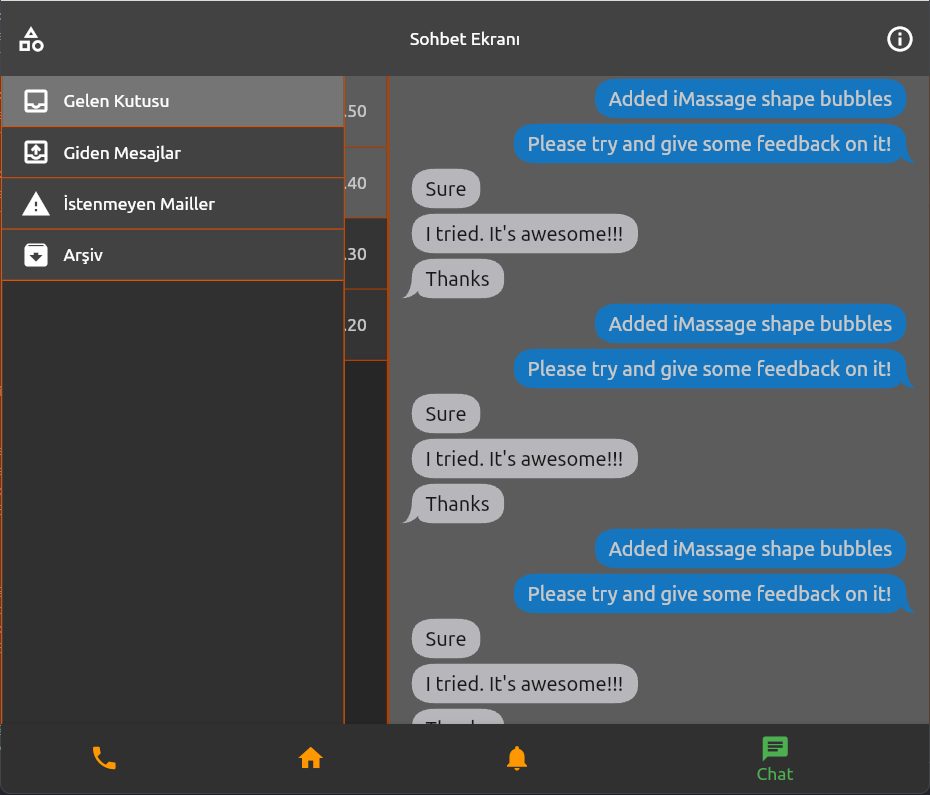 Sohbet Ekranı
Gelen Kutusu
Giden Mesajlar
İstenmeyen Mailler
Arşiv
.50
.40
.30
.20
Added iMassage shape bubbles
Please try and give some feedback on it!
Sure
I tried. It's awesome!!!
Thanks
Added iMassage shape bubbles
Please try and give some feedback on it!
Sure
I tried. It's awesome!!!
Thanks
Added iMassage shape bubbles
Please try and give some feedback on it!
Sure
I tried. It's awesome!!!
Chat